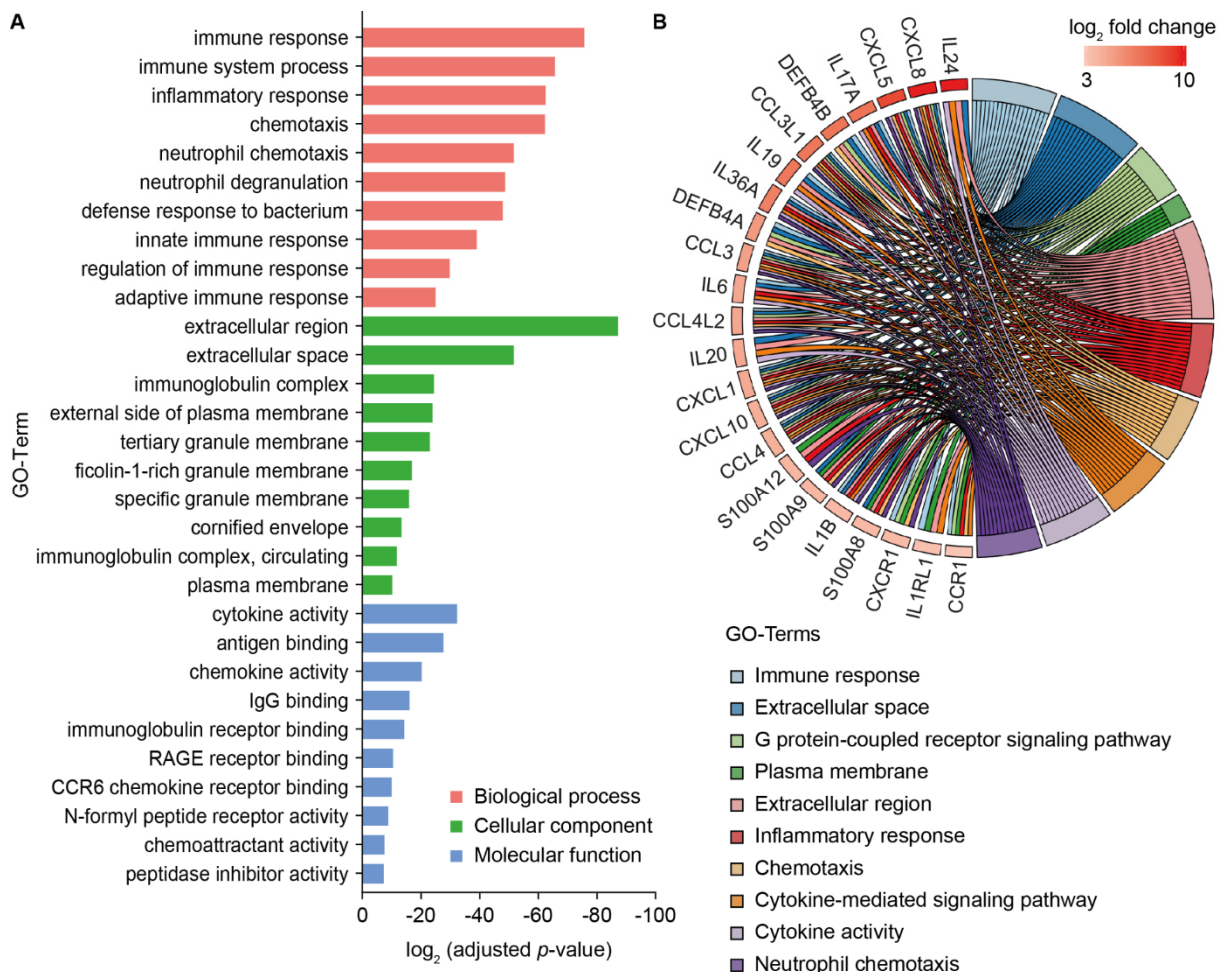 A
GO-Term
immune response
immune system process
inflammatory response
chemotaxis
neutrophil chemotaxis
neutrophil degranulation
defense response to bacterium
innate immune response
regulation of immune response
adaptive immune response
extracellular region
extracellular space
immunoglobulin complex
external side of plasma membrane
tertiary granule membrane
ficolin-1-rich granule membrane
specific granule membrane
cornified envelope
immunoglobulin complex, circulating
plasma membrane
cytokine activity
antigen binding
chemokine activity
IgG binding
immunoglobulin receptor binding
RAGE receptor binding
CCR6 chemokine receptor binding
N-formyl peptide receptor activity
chemoattractant activity
peptidase inhibitor activity
Biological process
Cellular component
Molecular function
0 -20 -40 -60 -80 -100
log₂ (adjusted p-value)
B
log₂ fold change
3 10
IL24
CXCL8
CXCL5
IL17A
DEFB4B
CCL3L1
IL19
IL36A
DEFB4A
CCL3
IL6
CCL4L2
IL20
CXCL1
CXCL10
CCL4
S100A12
S100A9
IL1B
S100A8
CXCR1
IL1RL1
CCR1
GO-Terms
Immune response
Extracellular space
G protein-coupled receptor signaling pathway
Plasma membrane
Extracellular region
Inflammatory response
Chemotaxis
Cytokine-mediated signaling pathway
Cytokine activity
Neutrophil chemotaxis